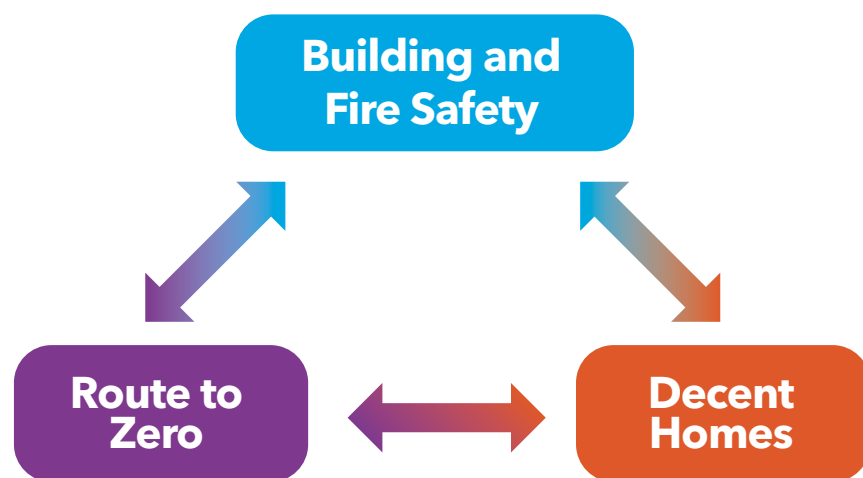 Building and
Fire Safety
Route to
Zero
Decent
Homes